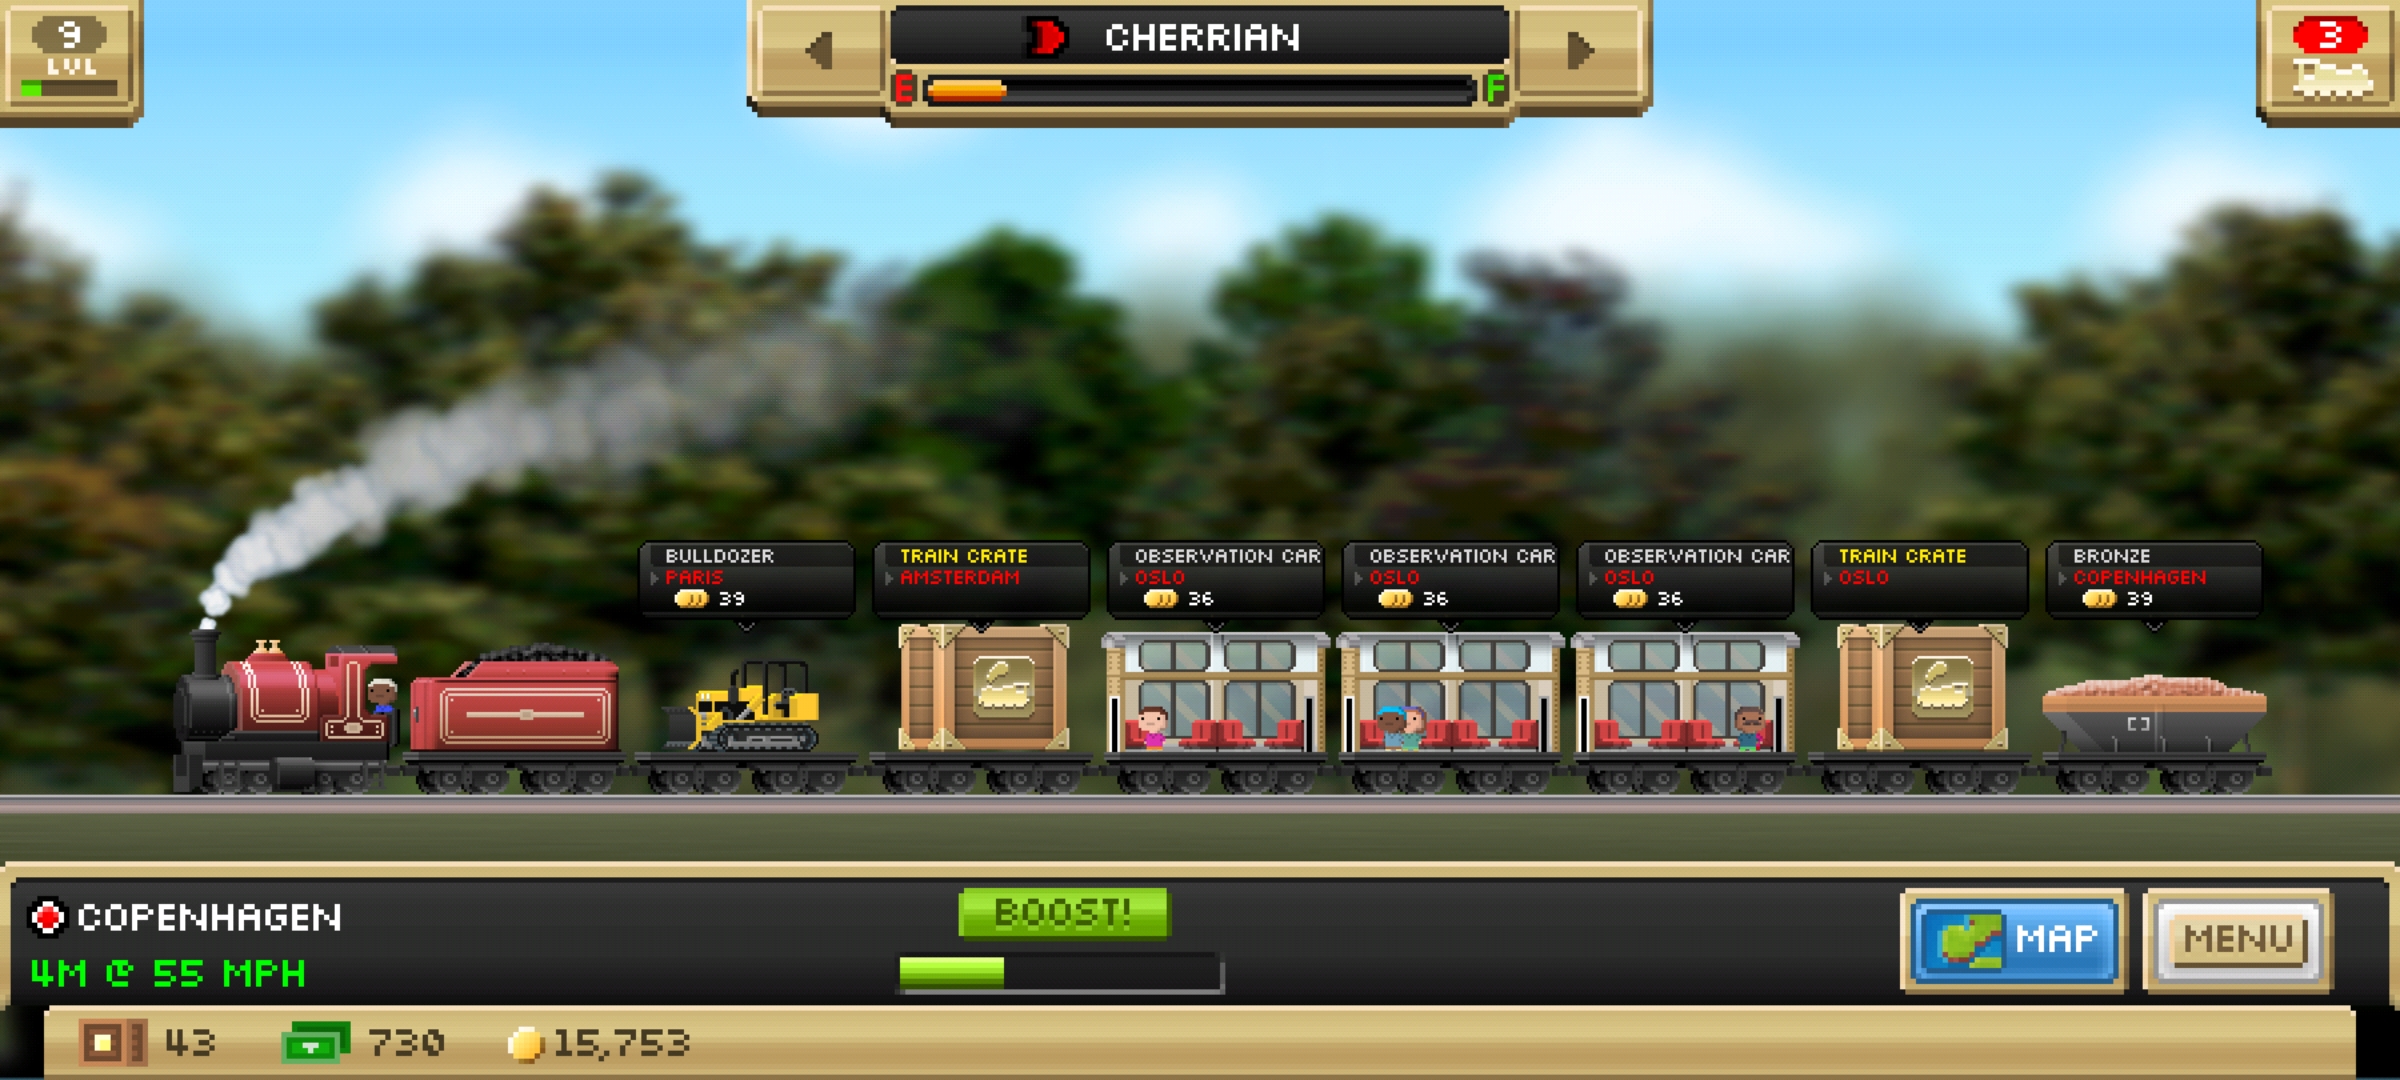 9
LVL
CHERRIAN
E F
3
BULLDOZER
PARIS
39
TRAIN CRATE
AMSTERDAM
OBSERVATION CAR
OSLO
36
OBSERVATION CAR
OSLO
36
OBSERVATION CAR
OSLO
36
TRAIN CRATE
OSLO
BRONZE
COPENHAGEN
39
COPENHAGEN
4M @ 55 MPH
BOOST!
MAP
MENU
43
730
15,753